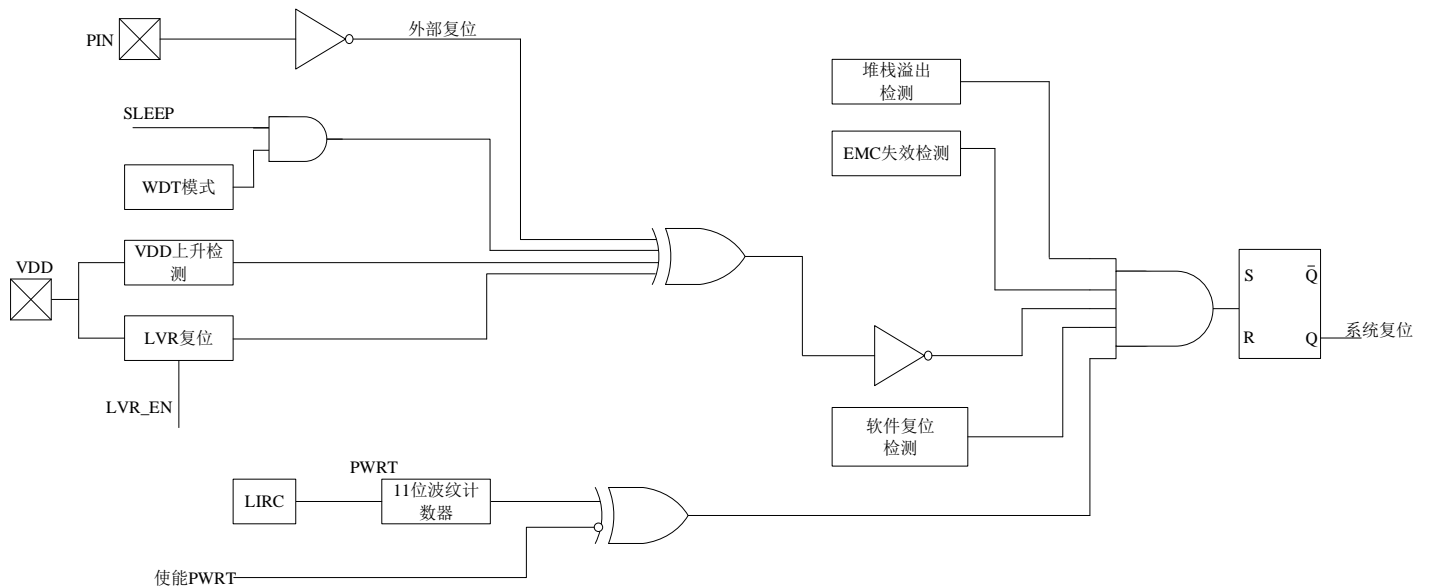 PIN
外部复位
堆栈溢出
检测
SLEEP
EMC失效检测
WDT模式
VDD
VDD上升检
测
S
Q̄
LVR复位
R
Q
系统复位
LVR_EN
软件复位
检测
PWRT
LIRC
11位波纹计
数器
使能PWRT